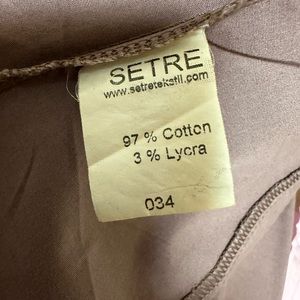 SETRE
www.setretekstil.com
97 % Cotton
3 % Lycra
034